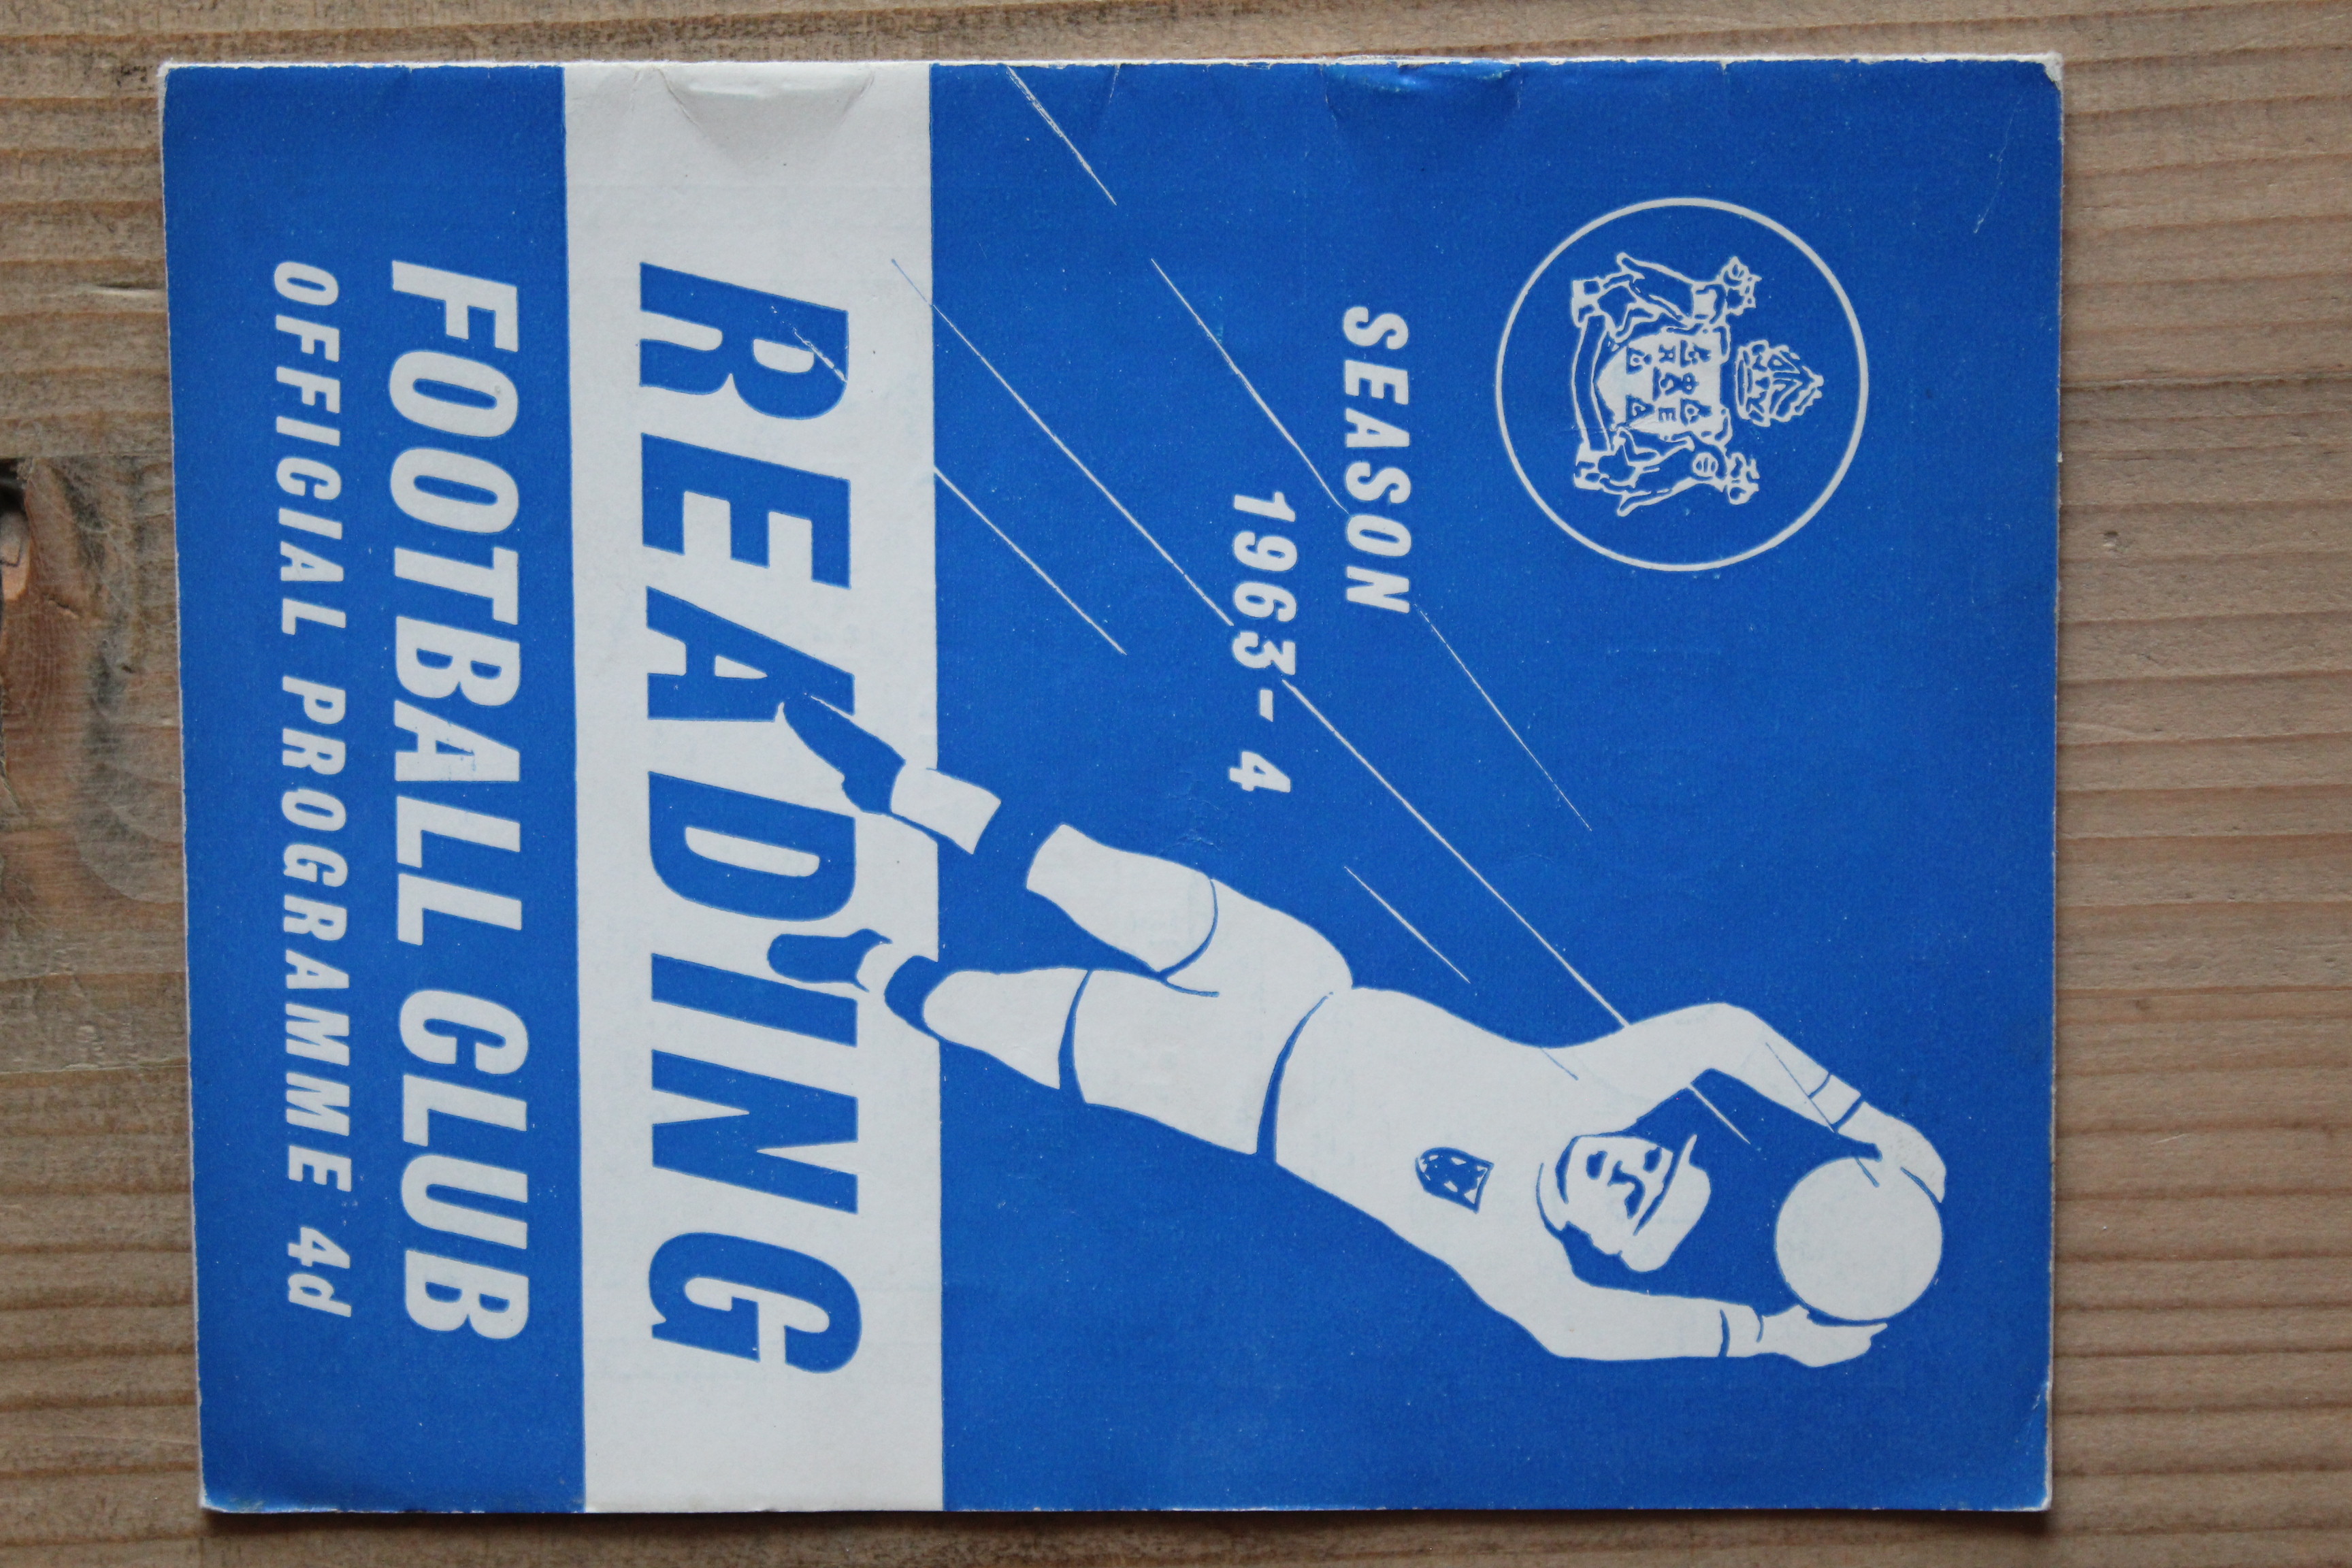 SEASON
1963-4
READING
FOOTBALL CLUB
OFFICIAL PROGRAMME 4d